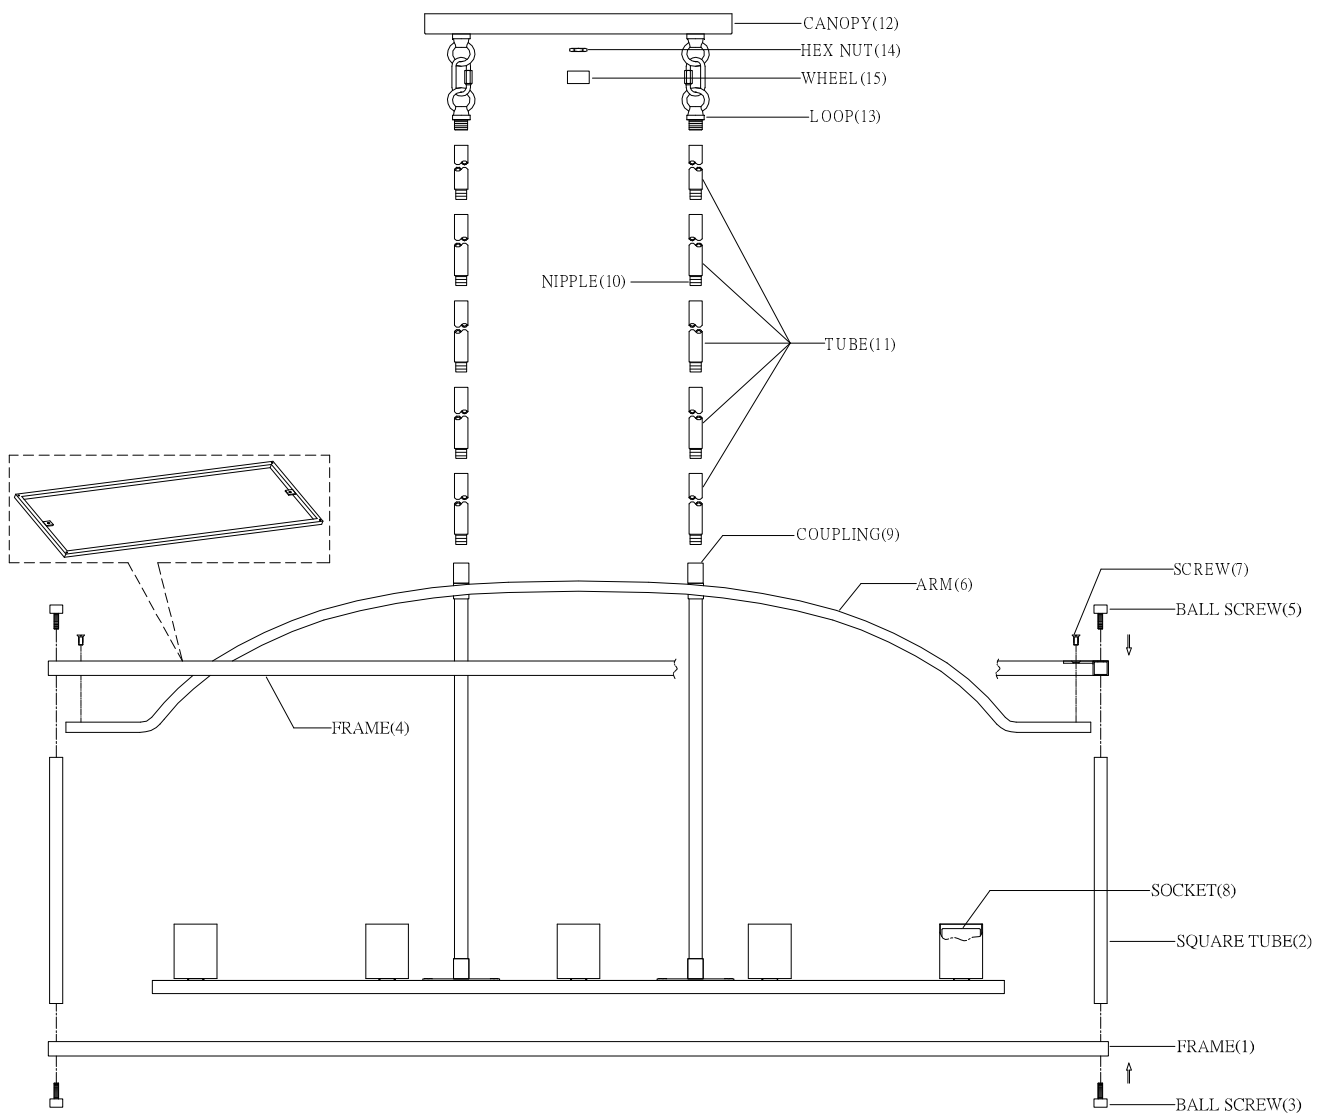 CANOPY(12)
HEX NUT(14)
WHEEL(15)
LOOP(13)
NIPPLE(10)
TUBE(11)
COUPLING(9)
SCREW(7)
ARM(6)
BALL SCREW(5)
FRAME(4)
SOCKET(8)
SQUARE TUBE(2)
FRAME(1)
BALL SCREW(3)